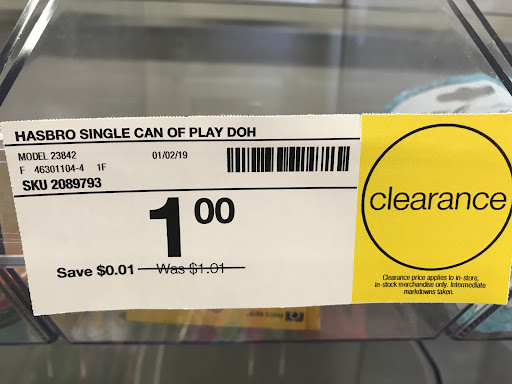 HASBRO SINGLE CAN OF PLAY DOH
MODEL 23842 01/02/19
F 46301104-4 1F
SKU 2089793
1 00
Save $0.01 Was $1.01
clearance
Clearance price applies to in-store,
in-stock merchandise only. Intermediate
markdowns taken.